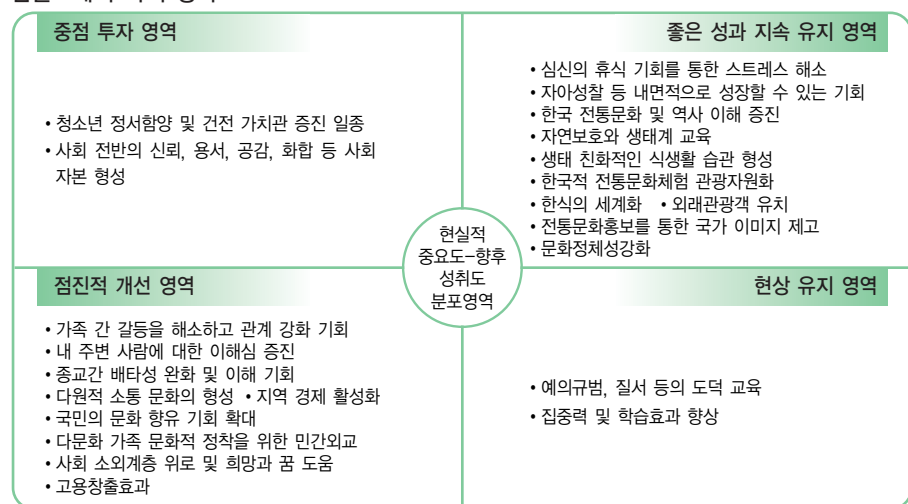 중점 투자 영역
• 청소년 정서함양 및 건전 가치관 증진 일종
• 사회 전반의 신뢰, 용서, 공감, 화합 등 사회
자본 형성
좋은 성과 지속 유지 영역
• 심신의 휴식 기회를 통한 스트레스 해소
• 자아성찰 등 내면적으로 성장할 수 있는 기회
• 한국 전통문화 및 역사 이해 증진
• 자연보호와 생태계 교육
• 생태 친화적인 식생활 습관 형성
• 한국적 전통문화체험 관광자원화
• 한식의 세계화 • 외래관광객 유치
• 전통문화홍보를 통한 국가 이미지 제고
• 문화정체성강화
현실적
중요도-향후
성취도
분포영역
점진적 개선 영역
• 가족 간 갈등을 해소하고 관계 강화 기회
• 내 주변 사람에 대한 이해심 증진
• 종교간 배타성 완화 및 이해 기회
• 다원적 소통 문화의 형성 • 지역 경제 활성화
• 국민의 문화 향유 기회 확대
• 다문화 가족 문화적 정착을 위한 민간외교
• 사회 소외계층 위로 및 희망과 꿈 도움
• 고용창출효과
현상 유지 영역
• 예의규범, 질서 등의 도덕 교육
• 집중력 및 학습효과 향상